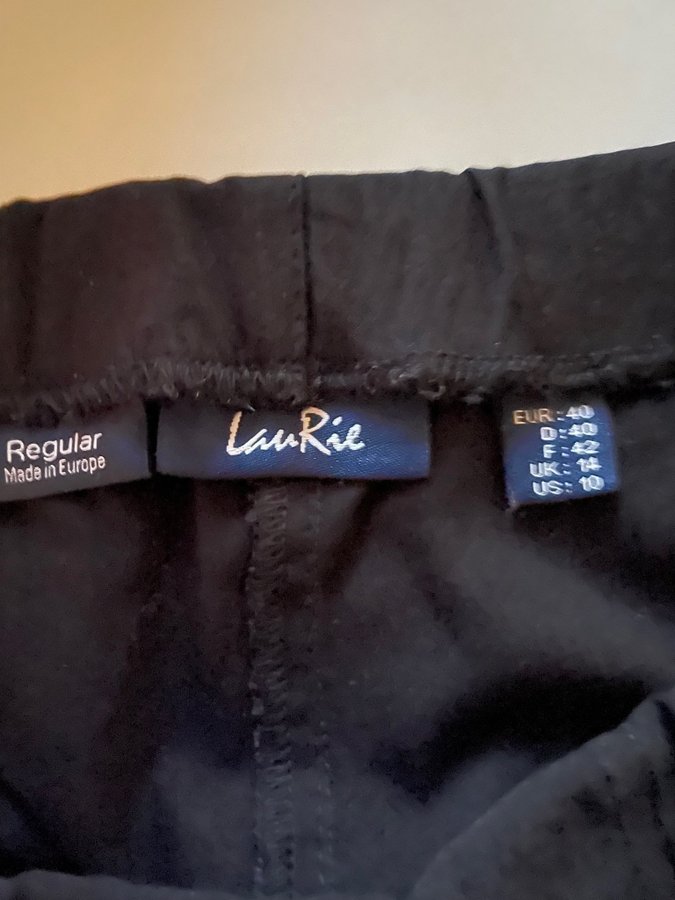 Regular
Made in Europe
LauRie
EUR: 40
D: 40
F: 42
UK: 14
US: 10